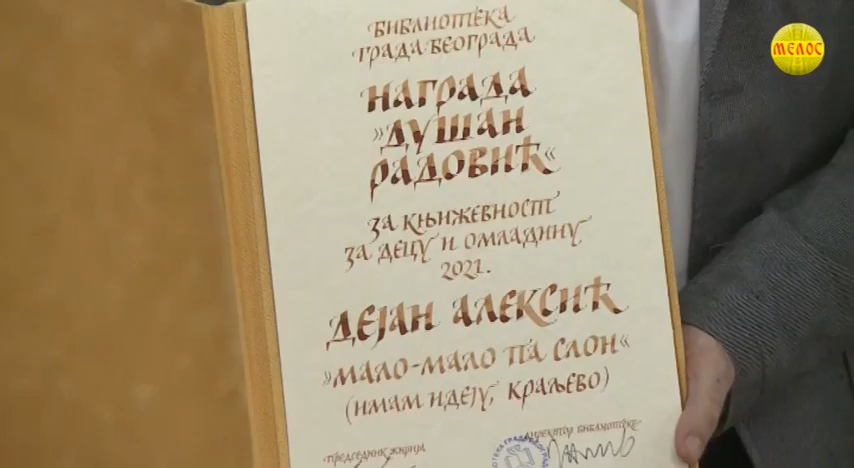 БИБЛИОТЕКА
ГРАДА БЕОГРАДА
МЕЛОС
НАГРАДА
»ДУШАН
РАДОВИЋ«
ЗА КЊИЖЕВНОСТ
ЗА ДЕЦУ И ОМЛАДИНУ
2021.
ДЕЈАН АЛЕКСИЋ
»МАЛО-МАЛО ПА СЛОН“
(ИМАМ ИДЕЈУ, КРАЉЕВО)
ПРЕДСЕДНИК ЖИРИЈА
ДИРЕКТОР БИБЛИОТЕКЕ
ГРАДА